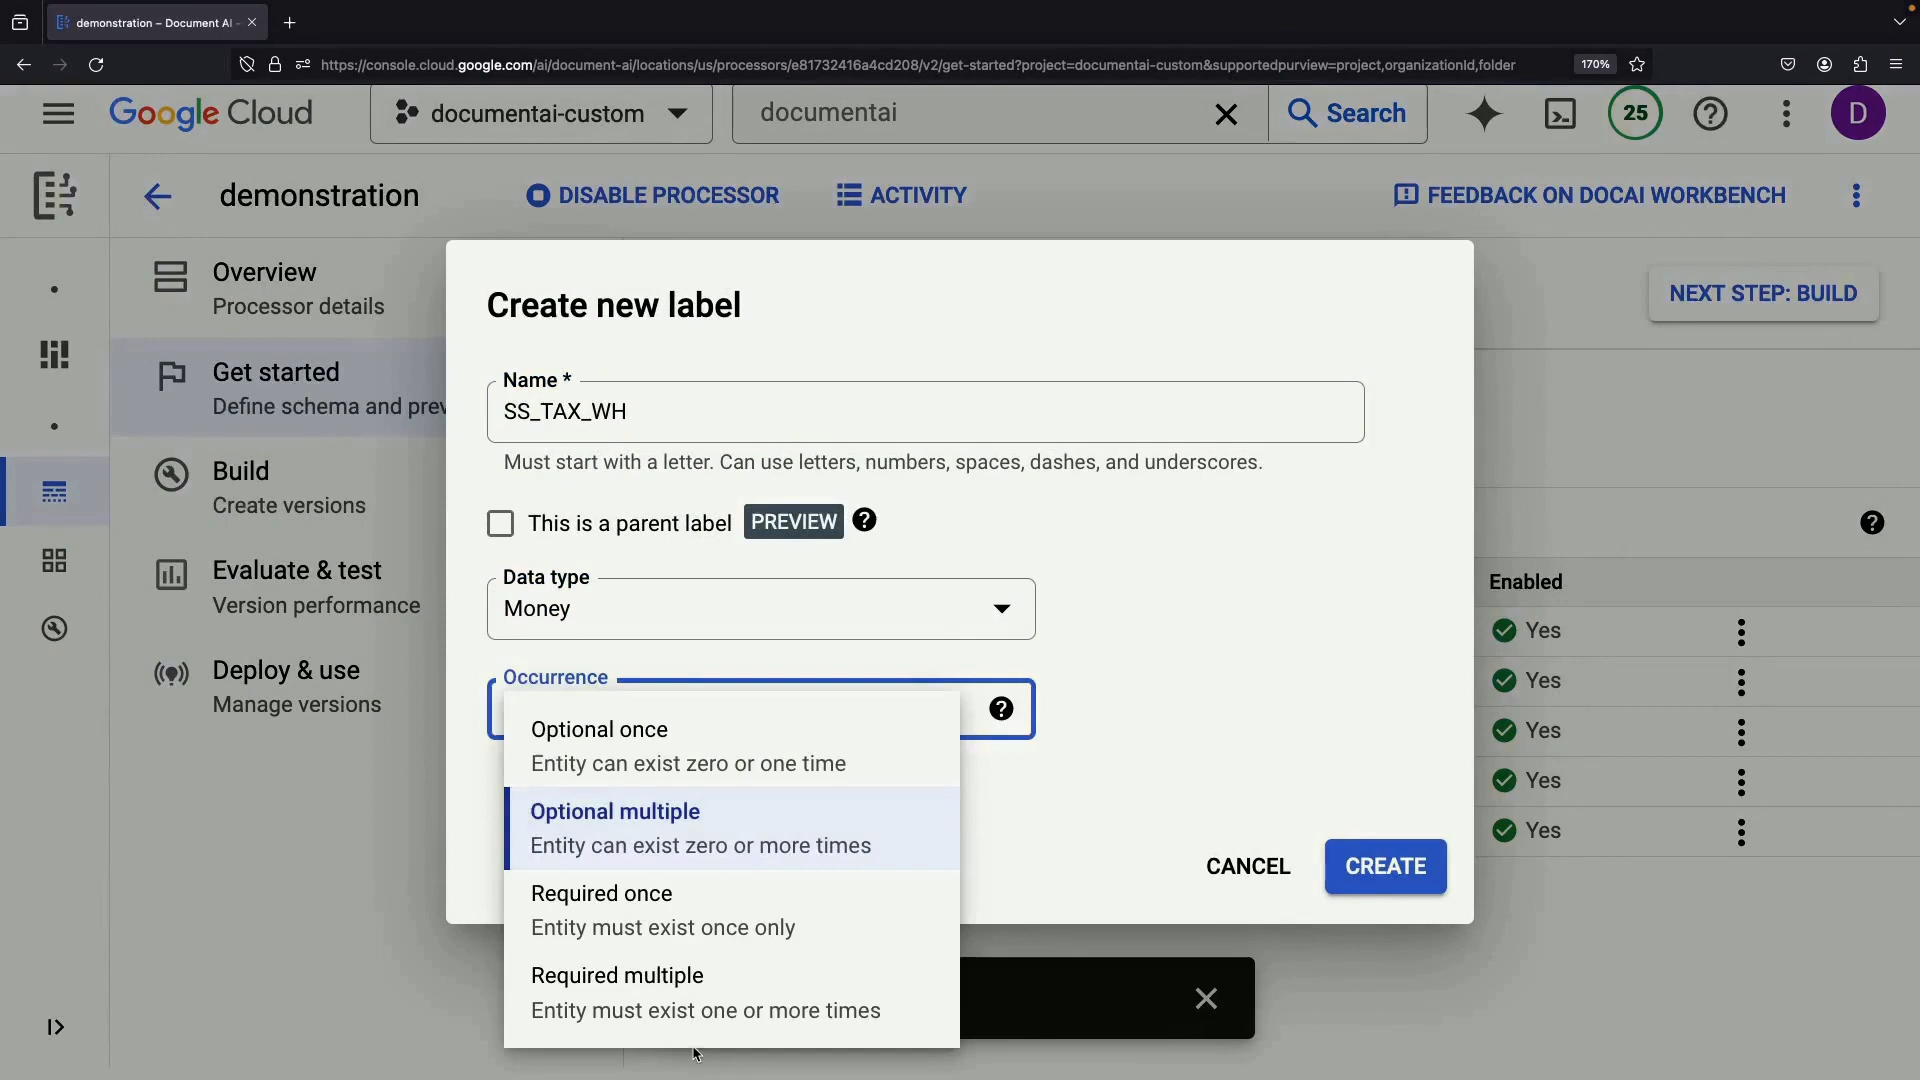 demonstration – Document AI -
https://console.cloud.google.com/ai/document-ai/locations/us/processors/e81732416a4cd208/v2/get-started?project=documentai-custom&supportedpurview=project,organizationId,folder
170%
Google Cloud
documentai-custom
documentai
Search
25
D
demonstration
DISABLE PROCESSOR
ACTIVITY
FEEDBACK ON DOCAI WORKBENCH
Overview
Processor details
Get started
Define schema and prev
Build
Create versions
Evaluate & test
Version performance
Deploy & use
Manage versions
NEXT STEP: BUILD
Create new label
Name *
SS_TAX_WH
Must start with a letter. Can use letters, numbers, spaces, dashes, and underscores.
This is a parent label PREVIEW
Data type
Money
Occurrence
Optional once
Entity can exist zero or one time
Optional multiple
Entity can exist zero or more times
Required once
Entity must exist once only
Required multiple
Entity must exist one or more times
CANCEL
CREATE
Enabled
Yes
Yes
Yes
Yes
Yes